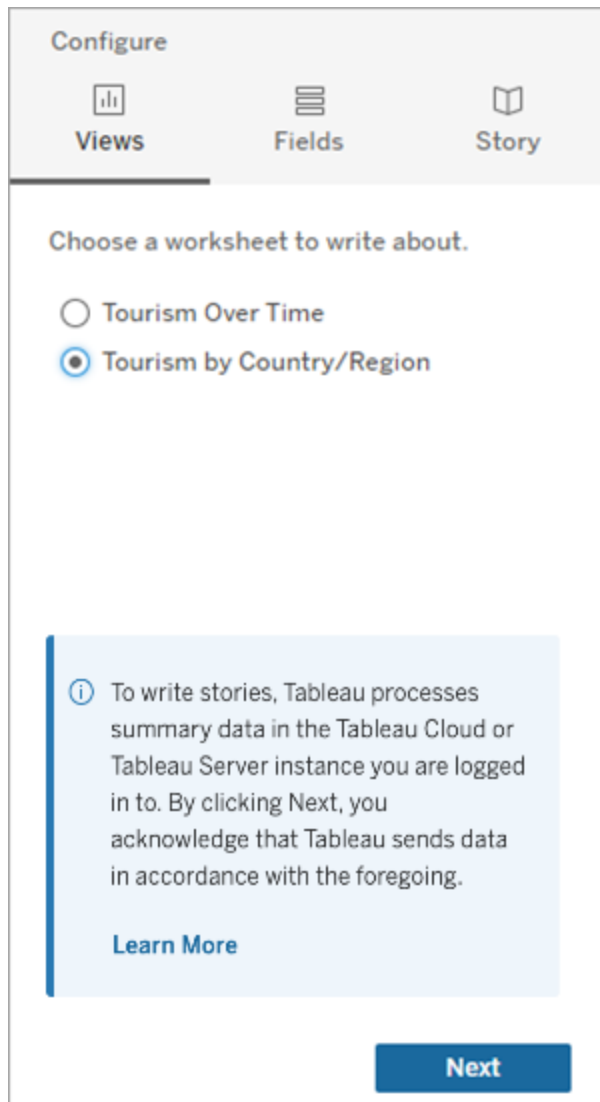 Configure
Views Fields Story
Choose a worksheet to write about.
Tourism Over Time
Tourism by Country/Region
To write stories, Tableau processes
summary data in the Tableau Cloud or
Tableau Server instance you are logged
in to. By clicking Next, you
acknowledge that Tableau sends data
in accordance with the foregoing.
Learn More
Next